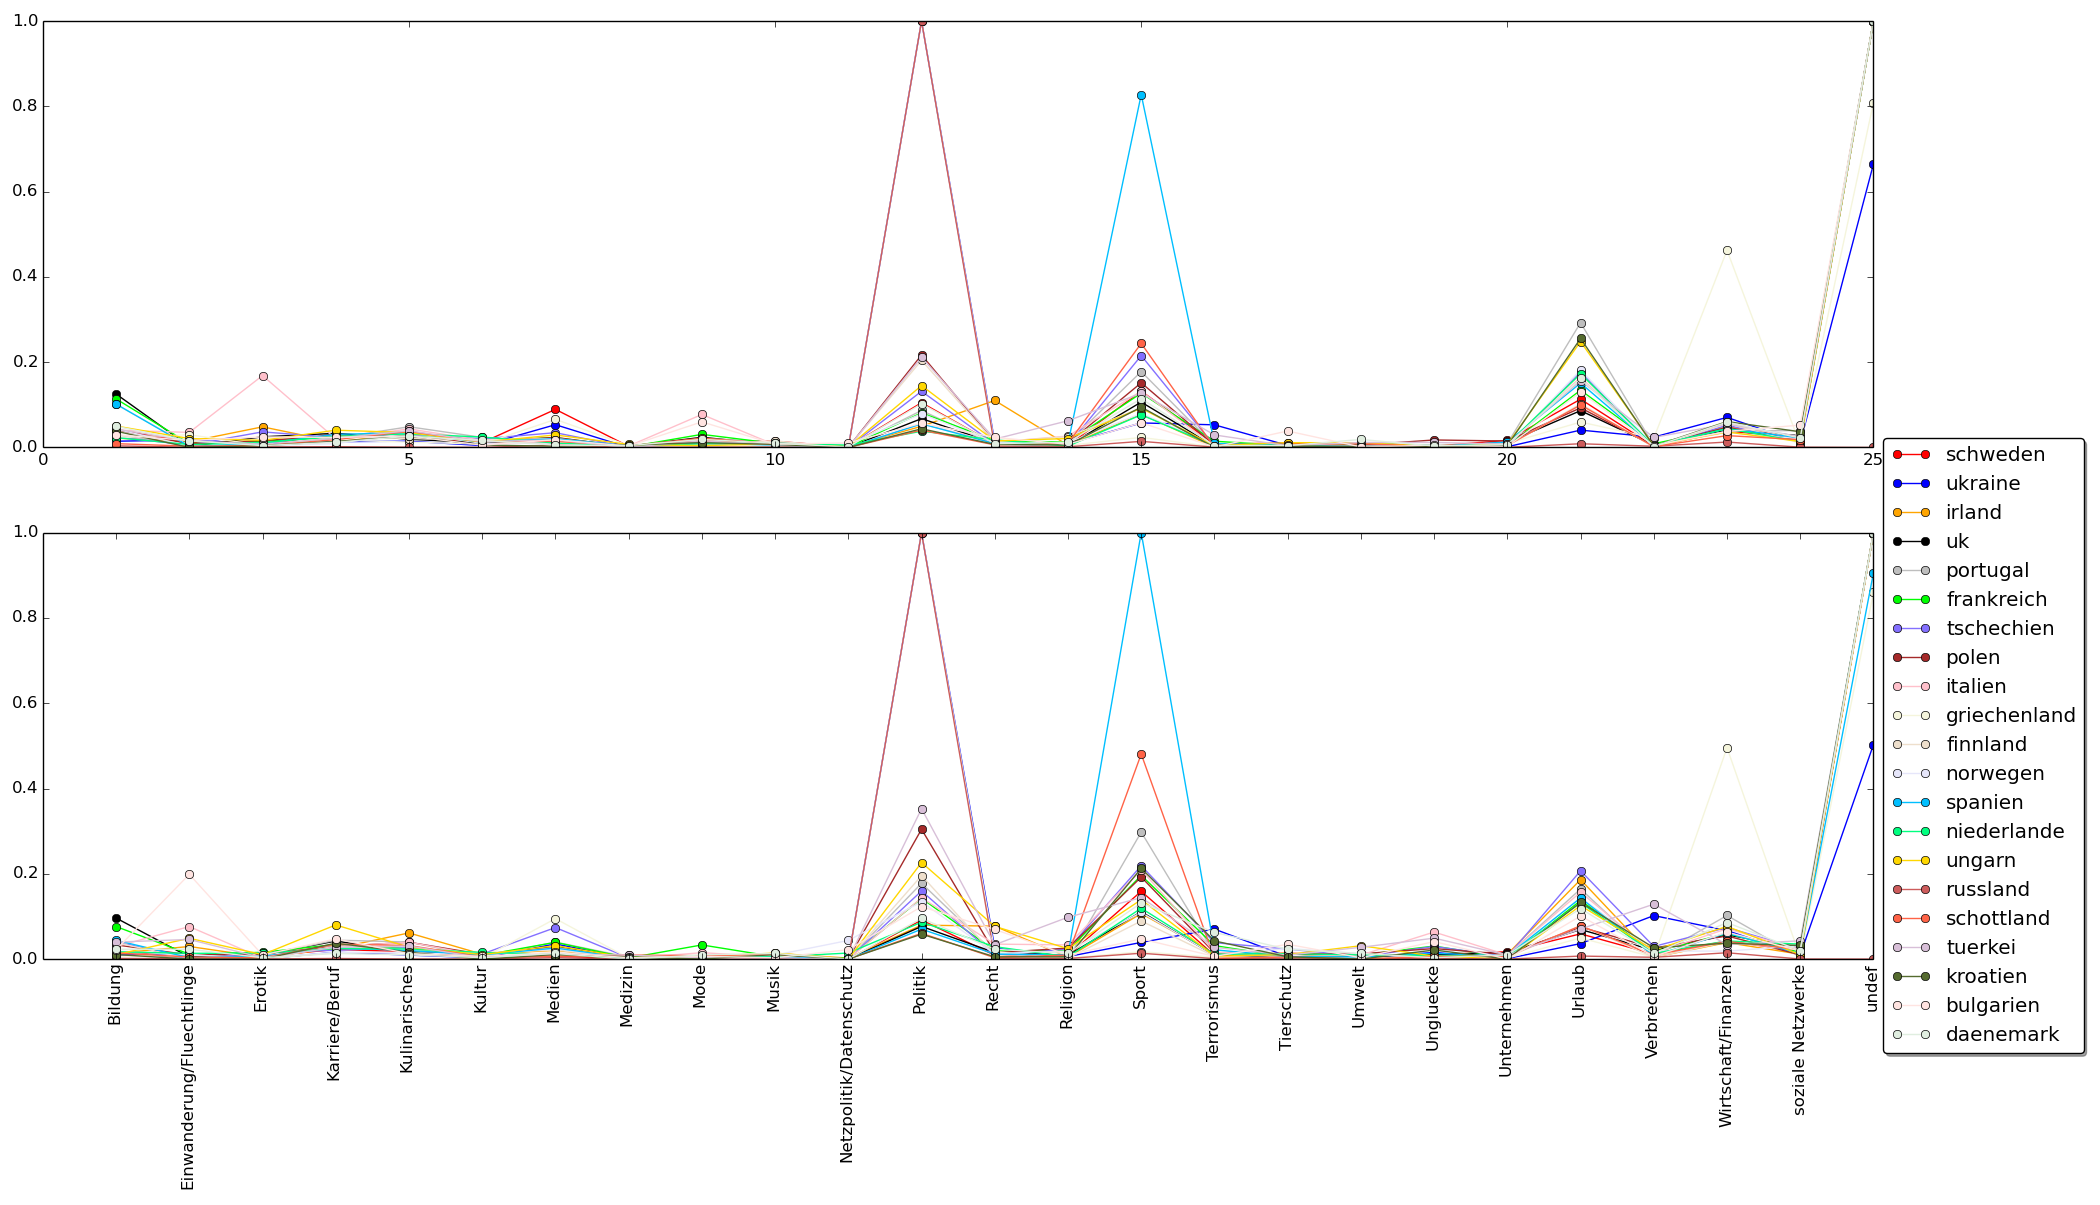 1.0
0.8
0.6
0.4
0.2
0.0
0 5 10 15 20 25
1.0
0.8
0.6
0.4
0.2
0.0
Bildung
Einwanderung/Fluechtlinge
Erotik
Karriere/Beruf
Kulinarisches
Kultur
Medien
Medizin
Mode
Musik
Netzpolitik/Datenschutz
Politik
Recht
Religion
Sport
Terrorismus
Tierschutz
Umwelt
Ungluecke
Unternehmen
Urlaub
Verbrechen
Wirtschaft/Finanzen
soziale Netzwerke
undef
schweden
ukraine
irland
uk
portugal
frankreich
tschechien
polen
italien
griechenland
finnland
norwegen
spanien
niederlande
ungarn
russland
schottland
tuerkei
kroatien
bulgarien
daenemark